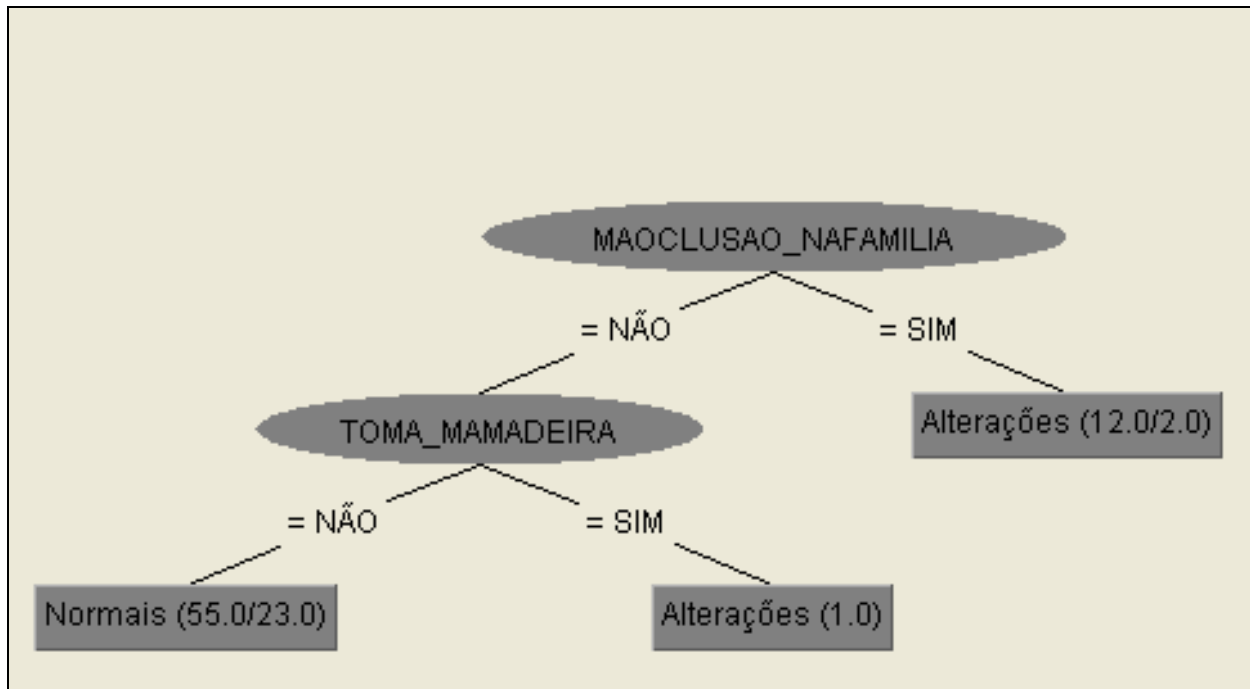 MAOCLUSAO_NAFAMILIA
= NÃO
= SIM
TOMA_MAMADEIRA
Alterações (12.0/2.0)
= NÃO
= SIM
Normais (55.0/23.0)
Alterações (1.0)